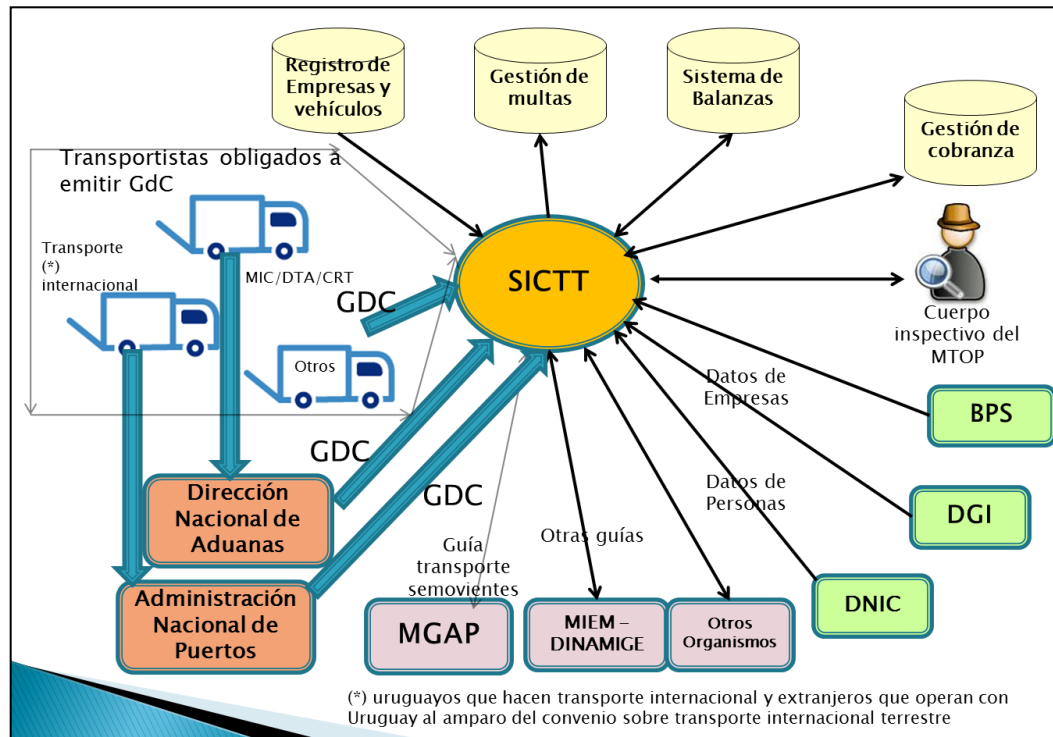 Registro de
Empresas y
vehículos
Gestión de
multas
Sistema de
Balanzas
Gestión de
cobranza
Transportistas obligados a
emitir GdC
Transporte
(*)
internacional
MIC/DTA/CRT
Otros
GDC
SICTT
Cuerpo
inspectivo del
MTOP
Datos de
Empresas
BPS
GDC
Datos de
Personas
DGI
GDC
Dirección
Nacional de
Aduanas
Otras guías
Guía
transporte
semovientes
Administración
Nacional de
Puertos
MGAP
MIEM –
DINAMIGE
Otros
Organismos
DNIC
(*) uruguayos que hacen transporte internacional y extranjeros que operan con
Uruguay al amparo del convenio sobre transporte internacional terrestre